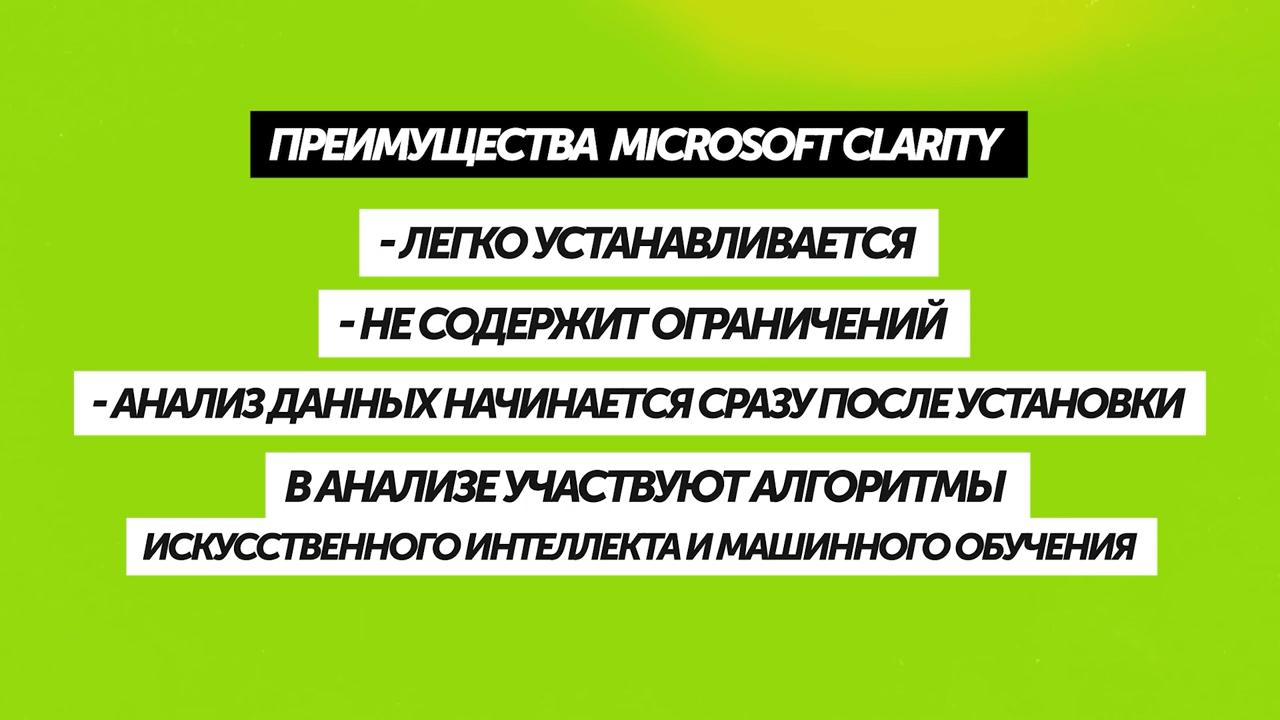 ПРЕИМУЩЕСТВА MICROSOFT CLARITY
- ЛЕГКО УСТАНАВЛИВАЕТСЯ
- НЕ СОДЕРЖИТ ОГРАНИЧЕНИЙ
- АНАЛИЗ ДАННЫХ НАЧИНАЕТСЯ СРАЗУ ПОСЛЕ УСТАНОВКИ
В АНАЛИЗЕ УЧАСТВУЮТ АЛГОРИТМЫ
ИСКУССТВЕННОГО ИНТЕЛЛЕКТА И МАШИННОГО ОБУЧЕНИЯ